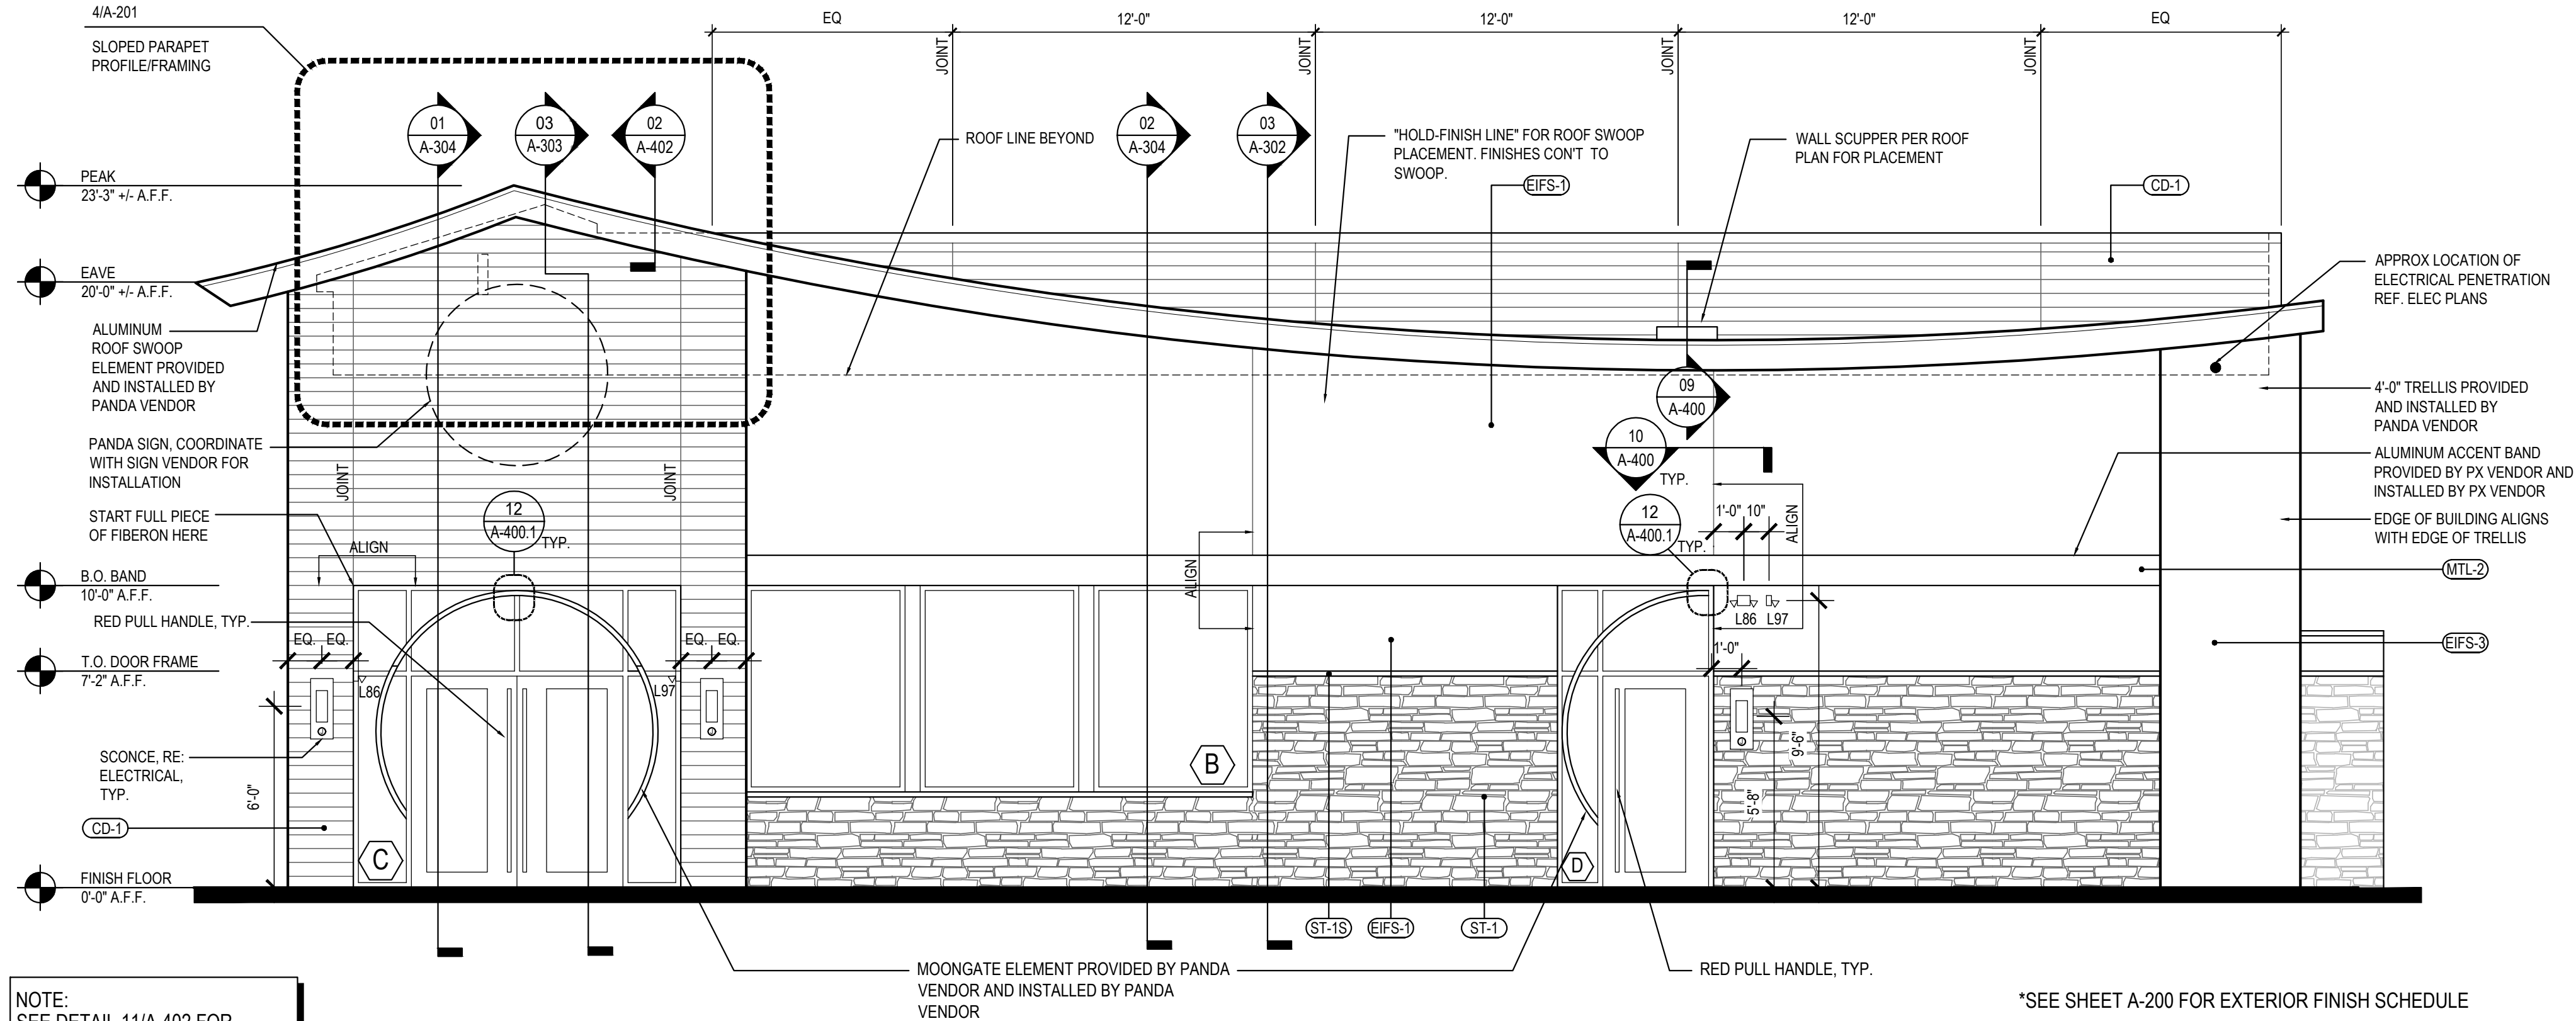 4/A-201
SLOPED PARAPET
PROFILE/FRAMING
EQ
12'-0"
12'-0"
12'-0"
EQ
JOINT
JOINT
JOINT
JOINT
01
A-304
03
A-303
02
A-402
ROOF LINE BEYOND
02
A-304
03
A-302
"HOLD-FINISH LINE" FOR ROOF SWOOP
PLACEMENT. FINISHES CON'T TO
SWOOP.
EIFS-1
WALL SCUPPER PER ROOF
PLAN FOR PLACEMENT
CD-1
PEAK
23'-3" +/- A.F.F.
EAVE
20'-0" +/- A.F.F.
APPROX LOCATION OF
ELECTRICAL PENETRATION
REF. ELEC PLANS
ALUMINUM
ROOF SWOOP
ELEMENT PROVIDED
AND INSTALLED BY
PANDA VENDOR
09
A-400
4'-0" TRELLIS PROVIDED
AND INSTALLED BY
PANDA VENDOR
PANDA SIGN, COORDINATE
WITH SIGN VENDOR FOR
INSTALLATION
JOINT
JOINT
10
A-400
TYP.
ALUMINUM ACCENT BAND
PROVIDED BY PX VENDOR AND
INSTALLED BY PX VENDOR
START FULL PIECE
OF FIBERON HERE
12
A-400.1
TYP.
12
A-400.1
TYP.
1'-0"
10"
ALIGN
EDGE OF BUILDING ALIGNS
WITH EDGE OF TRELLIS
ALIGN
ALIGN
B.O. BAND
10'-0" A.F.F.
MTL-2
RED PULL HANDLE, TYP.
L86
L97
EQ.
EQ.
EQ.
EQ.
EIFS-3
T.O. DOOR FRAME
7'-2" A.F.F.
1'-0"
L86
L97
J
J
J
SCONCE, RE:
ELECTRICAL,
TYP.
B
9'-6"
6'-0"
5'-8"
CD-1
C
D
FINISH FLOOR
0'-0" A.F.F.
ST-1S
EIFS-1
ST-1
MOONGATE ELEMENT PROVIDED BY PANDA
VENDOR AND INSTALLED BY PANDA
VENDOR
RED PULL HANDLE, TYP.
NOTE:
SEE DETAIL 11/A-402 FOR
*SEE SHEET A-200 FOR EXTERIOR FINISH SCHEDULE